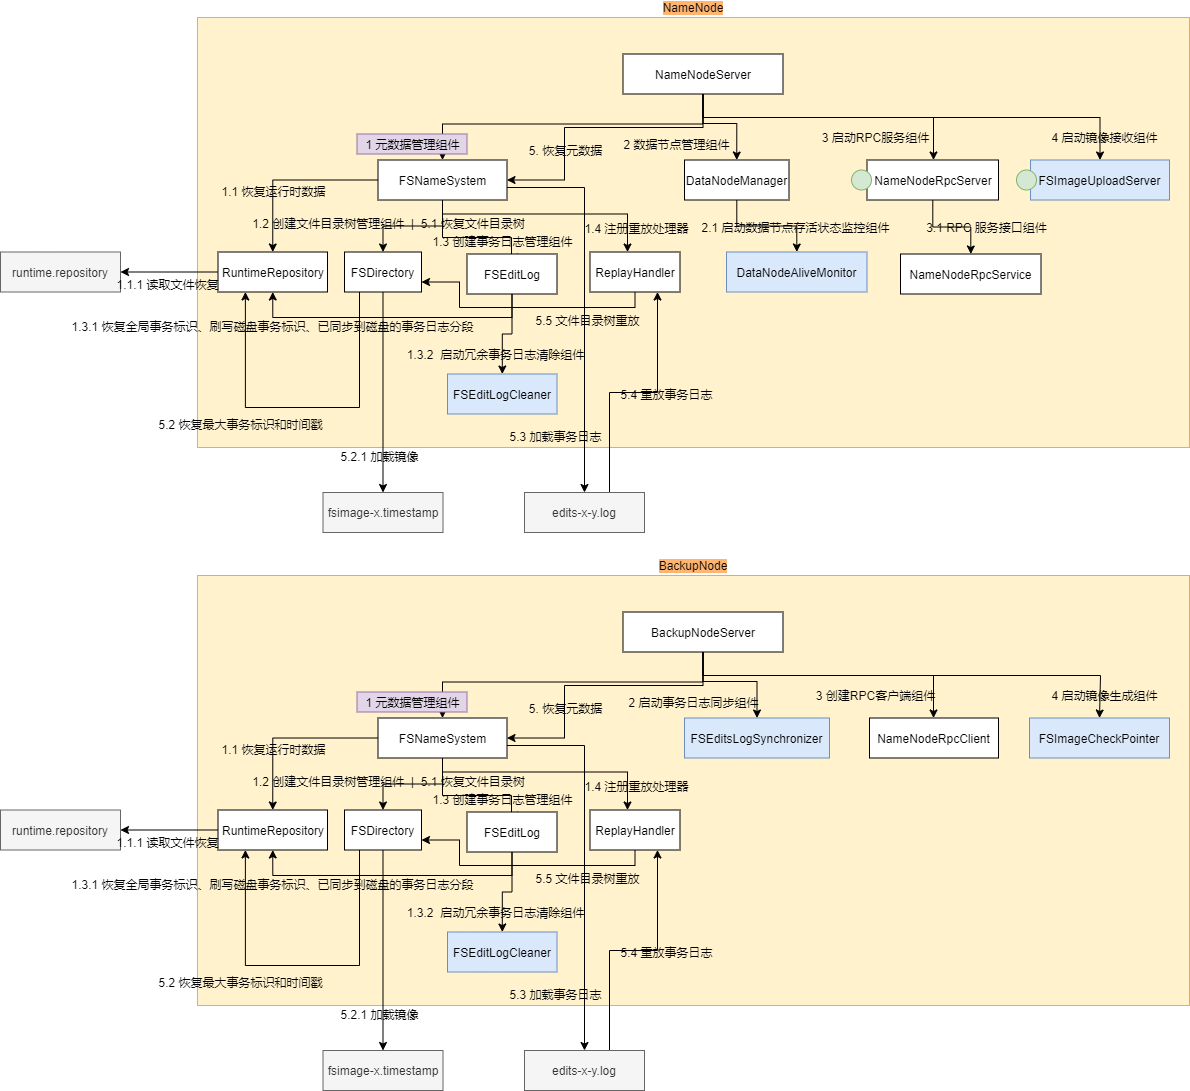 NameNode
NameNodeServer
1 元数据管理组件
5. 恢复元数据
2 数据节点管理组件
3 启动RPC服务组件
4 启动镜像接收组件
FSNameSystem
DataNodeManager
NameNodeRpcServer
FSImageUploadServer
1.1 恢复运行时数据
1.2 创建文件目录树管理组件 | 5.1 恢复文件目录树
1.4 注册重放处理器
2.1 启动数据节点存活状态监控组件
3.1 RPC 服务接口组件
1.3 创建事务日志管理组件
runtime.repository
RuntimeRepository
FSDirectory
FSEditLog
ReplayHandler
DataNodeAliveMonitor
NameNodeRpcService
1.1.1 读取文件恢复
5.5 文件目录树重放
1.3.1 恢复全局事务标识、刷写磁盘事务标识、已同步到磁盘的事务日志分段
1.3.2 启动冗余事务日志清除组件
FSEditLogCleaner
5.4 重放事务日志
5.2 恢复最大事务标识和时间戳
5.3 加载事务日志
5.2.1 加载镜像
fsimage-x.timestamp
edits-x-y.log
BackupNode
BackupNodeServer
1 元数据管理组件
5. 恢复元数据
2 启动事务日志同步组件
3 创建RPC客户端组件
4 启动镜像生成组件
FSNameSystem
FSEditsLogSynchronizer
NameNodeRpcClient
FSImageCheckPointer
1.1 恢复运行时数据
1.2 创建文件目录树管理组件 | 5.1 恢复文件目录树
1.4 注册重放处理器
1.3 创建事务日志管理组件
runtime.repository
RuntimeRepository
FSDirectory
FSEditLog
ReplayHandler
1.1.1 读取文件恢复
5.5 文件目录树重放
1.3.1 恢复全局事务标识、刷写磁盘事务标识、已同步到磁盘的事务日志分段
1.3.2 启动冗余事务日志清除组件
FSEditLogCleaner
5.4 重放事务日志
5.2 恢复最大事务标识和时间戳
5.3 加载事务日志
5.2.1 加载镜像
fsimage-x.timestamp
edits-x-y.log